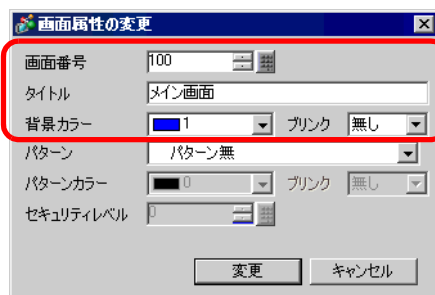 画面属性の変更
画面番号 100
タイトル メイン画面
背景カラー 1 ブリンク 無し
パターン パターン無
パターンカラー 0 ブリンク 無し
セキュリティレベル 0
変更 キャンセル